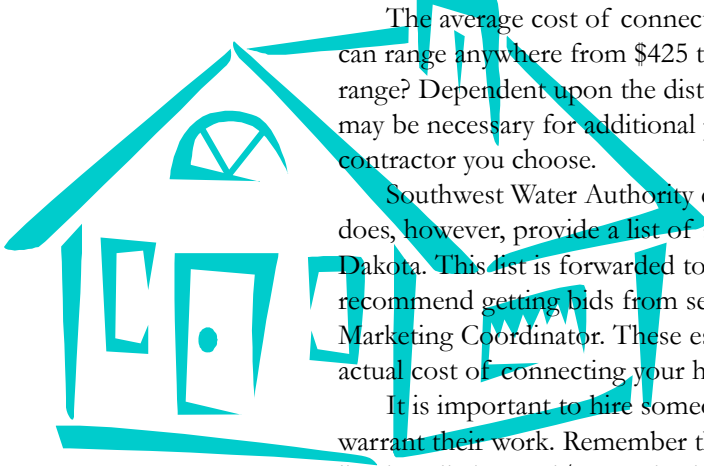 The average cost of connect
can range anywhere from $425 t
range? Dependent upon the dist
may be necessary for additional
contractor you choose.
Southwest Water Authority
does, however, provide a list of
Dakota. This list is forwarded to
recommend getting bids from se
Marketing Coordinator. These es
actual cost of connecting your h
It is important to hire someo
warrant their work. Remember th